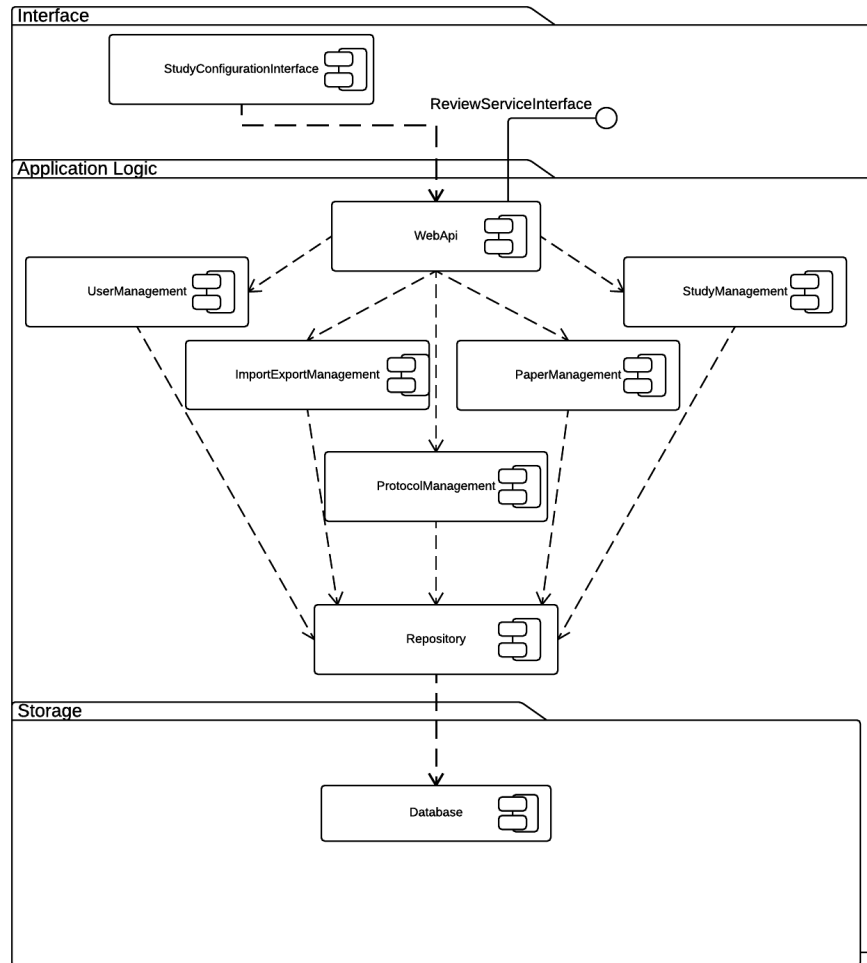 Interface
StudyConfigurationInterface
ReviewServiceInterface
Application Logic
WebApi
UserManagement
StudyManagement
ImportExportManagement
PaperManagement
ProtocolManagement
Repository
Storage
Database